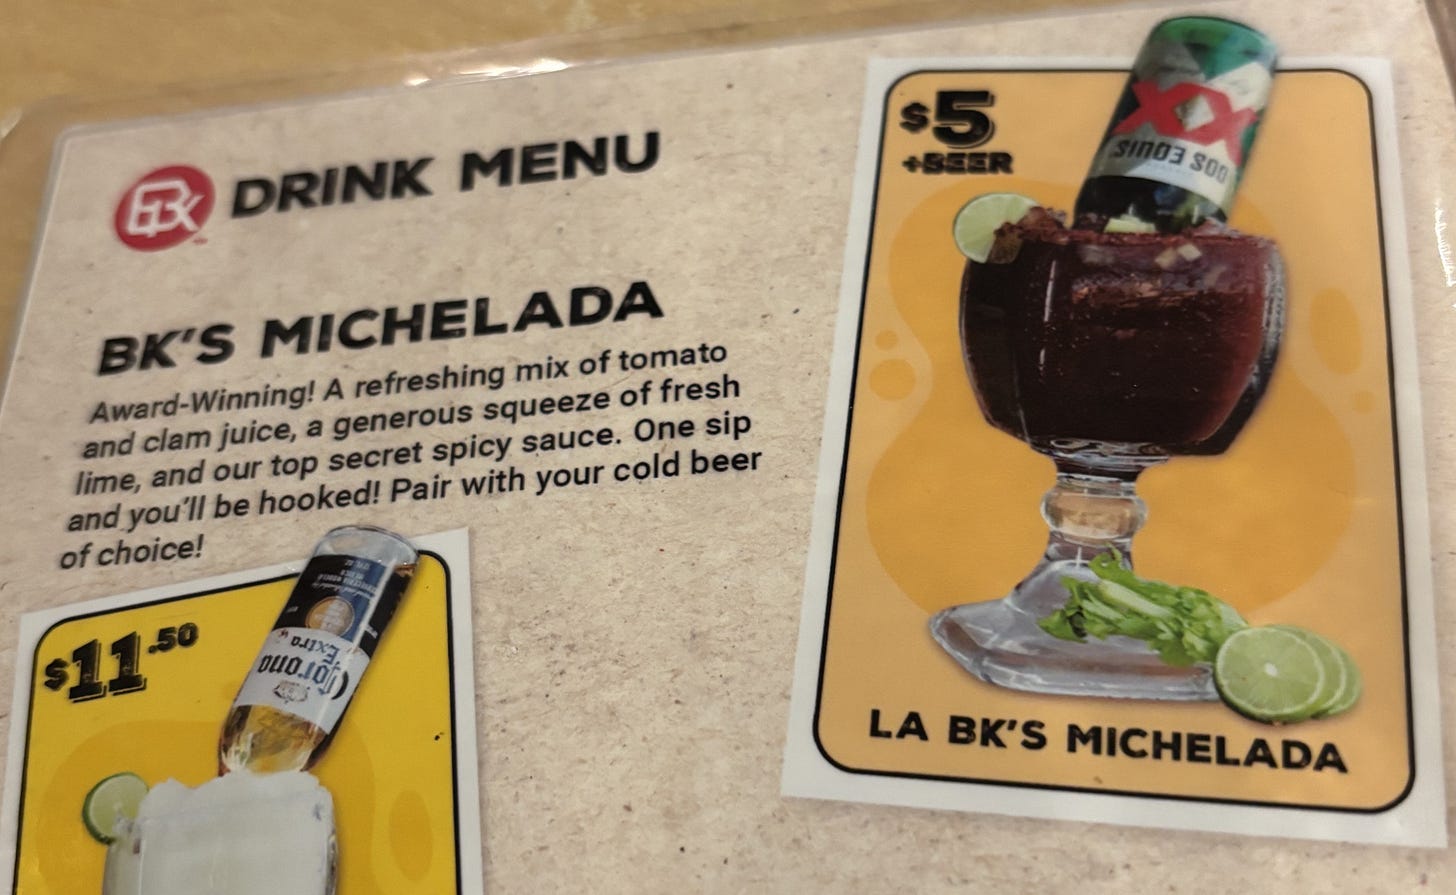 BK
DRINK MENU
BK'S MICHELADA
Award-Winning! A refreshing mix of tomato
and clam juice, a generous squeeze of fresh
lime, and our top secret spicy sauce. One sip
and you'll be hooked! Pair with your cold beer
of choice!
$5
+BEER
XX
DOS EQUIS
LA BK'S MICHELADA
$11.50
Corona
Extra